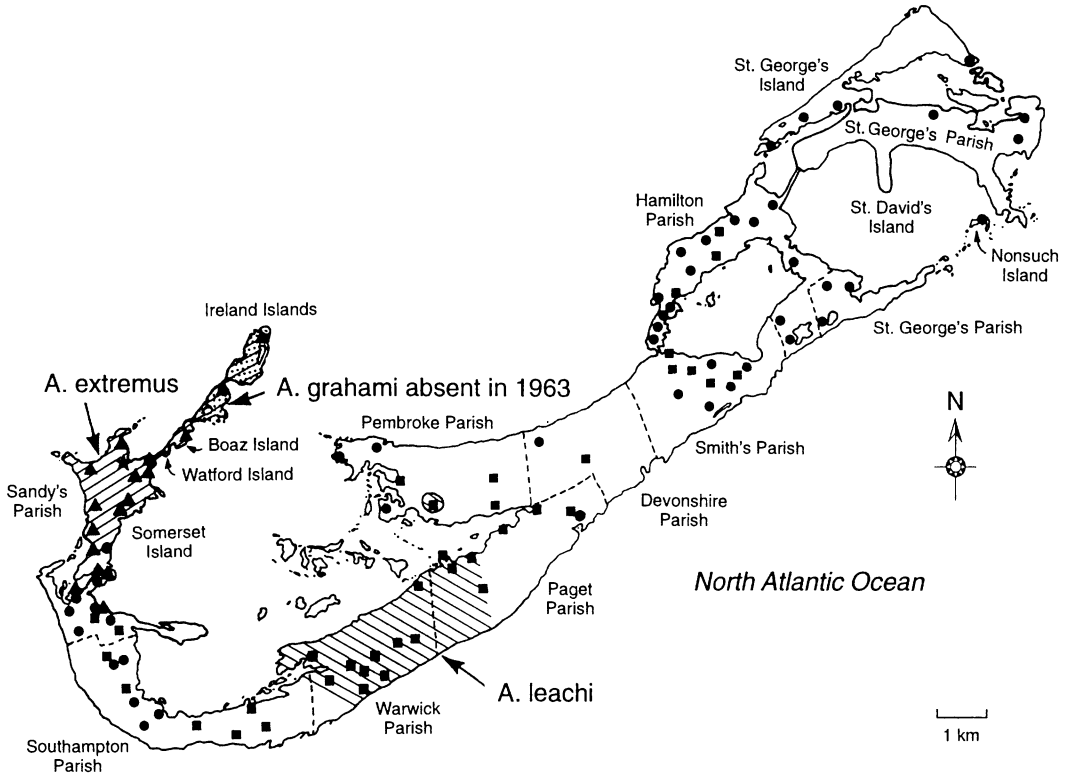 St. George's
Island
St. George's Parish
Hamilton
Parish
St. David's
Island
Nonsuch
Island
St. George's Parish
Ireland Islands
A. extremus
A. grahami absent in 1963
Pembroke Parish
Boaz Island
Watford Island
Smith's Parish
N
Sandy's
Parish
Somerset
Island
Devonshire
Parish
North Atlantic Ocean
Paget
Parish
A. leachi
Warwick
Parish
Southampton
Parish
1 km